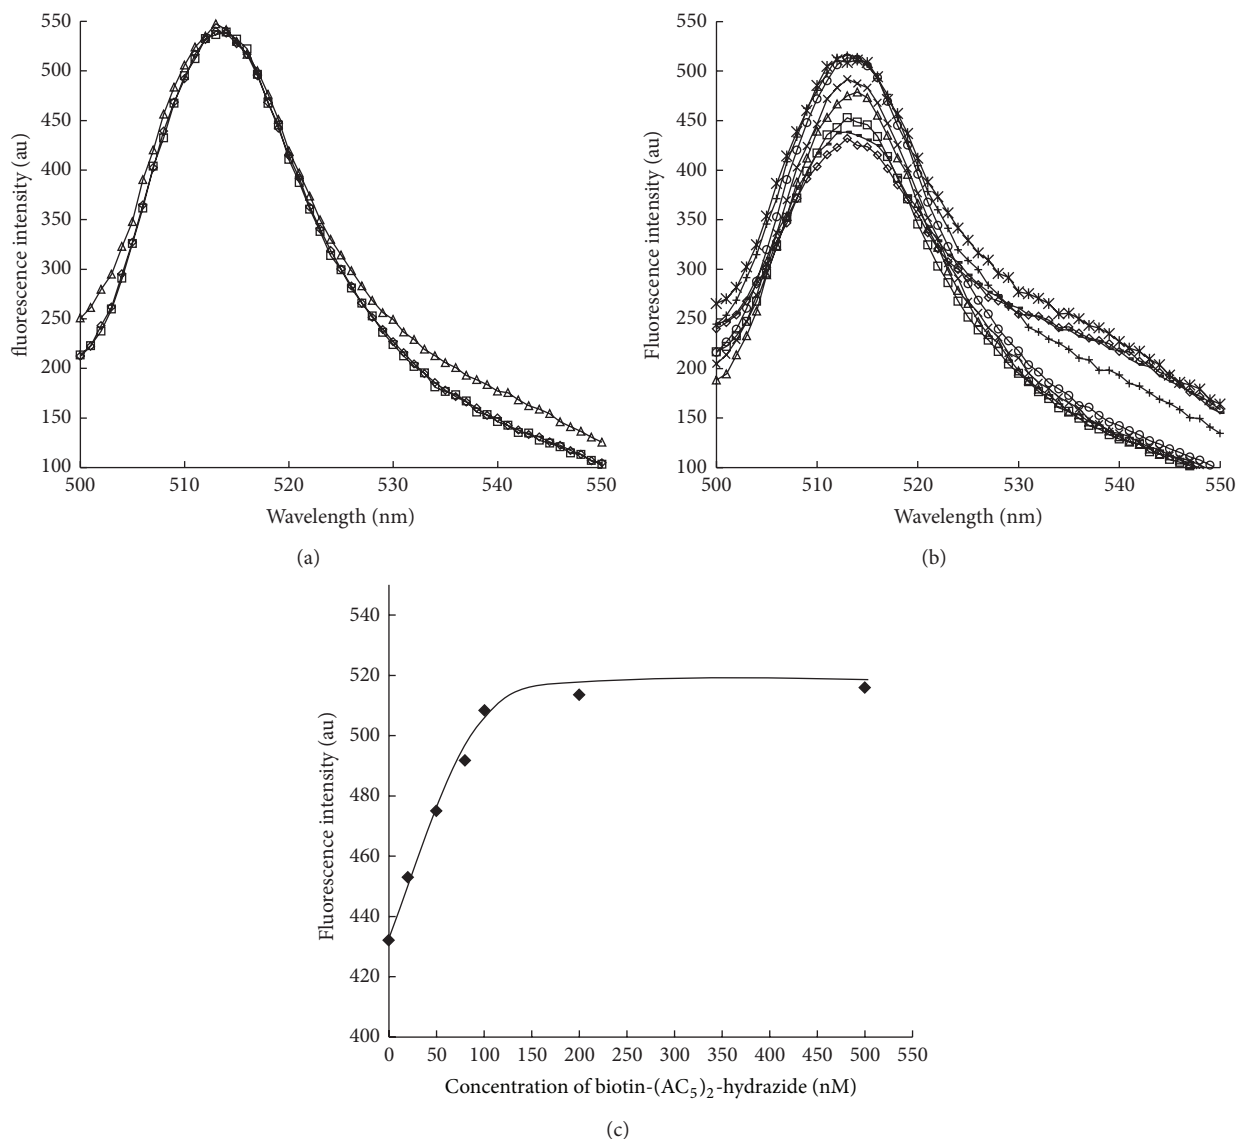 550
500
450
400
350
300
250
200
150
100
fluorescence intensity (au)
500 510 520 530 540 550
Wavelength (nm)
(a)
550
500
450
400
350
300
250
200
150
100
Fluorescence intensity (au)
500 510 520 530 540 550
Wavelength (nm)
(b)
540
520
500
480
460
440
420
400
Fluorescence intensity (au)
0 50 100 150 200 250 300 350 400 450 500 550
Concentration of biotin-(AC₅)₂-hydrazide (nM)
(c)